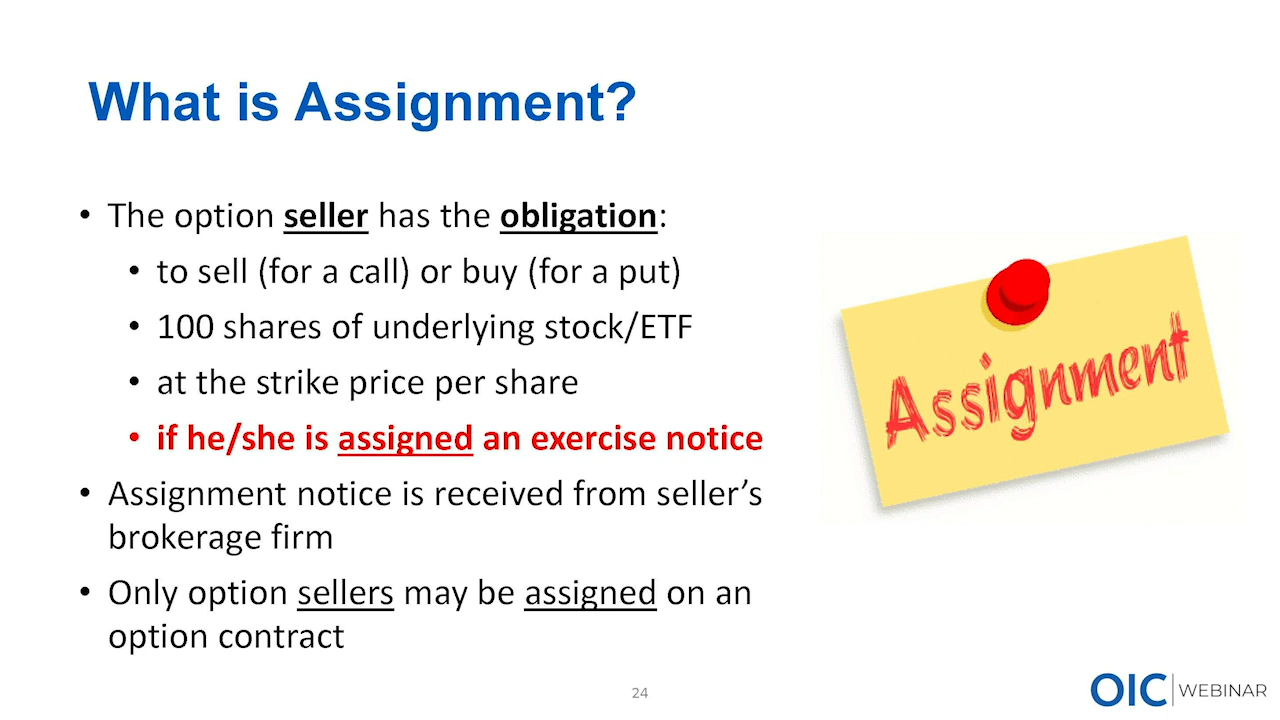 What is Assignment?
• The option seller has the obligation:
• to sell (for a call) or buy (for a put)
• 100 shares of underlying stock/ETF
• at the strike price per share
• if he/she is assigned an exercise notice
• Assignment notice is received from seller’s
brokerage firm
• Only option sellers may be assigned on an
option contract
Assignment
24
OIC WEBINAR